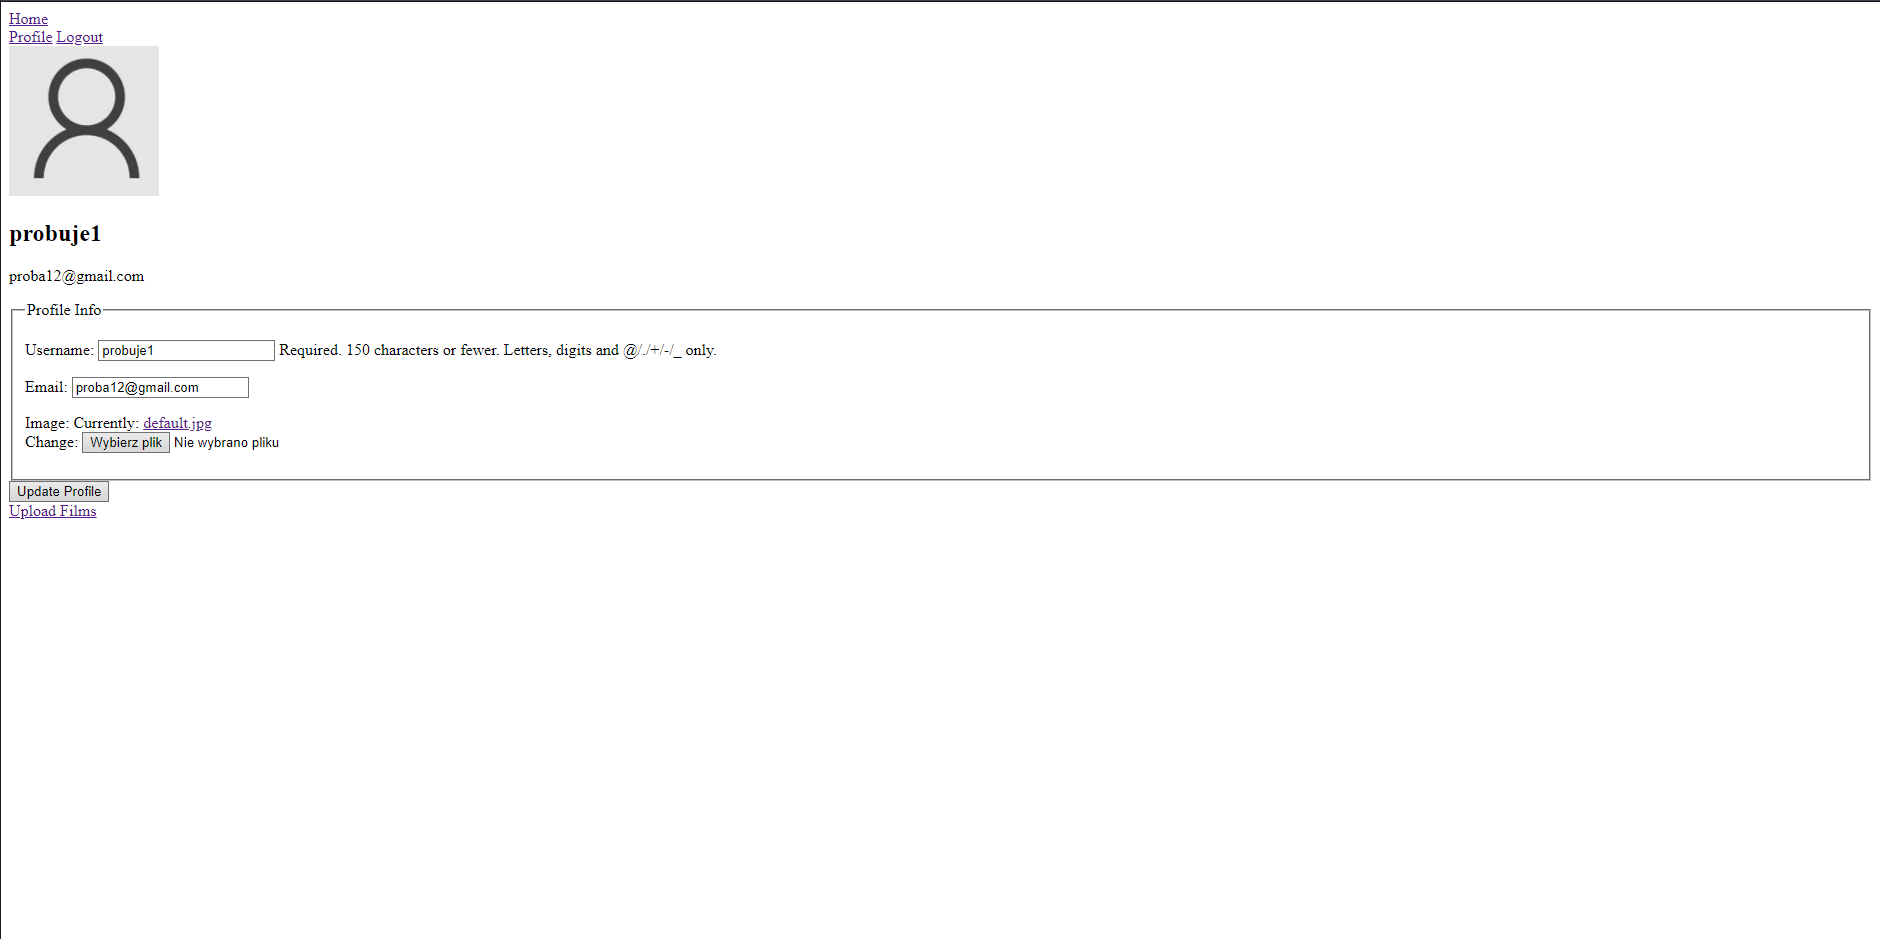 Home
Profile Logout
probuje1
proba12@gmail.com
Profile Info
Username: probuje1 Required. 150 characters or fewer. Letters, digits and @/./+/-/_ only.
Email: proba12@gmail.com
Image: Currently: default.jpg
Change: Wybierz plik Nie wybrano pliku
Update Profile
Upload Films